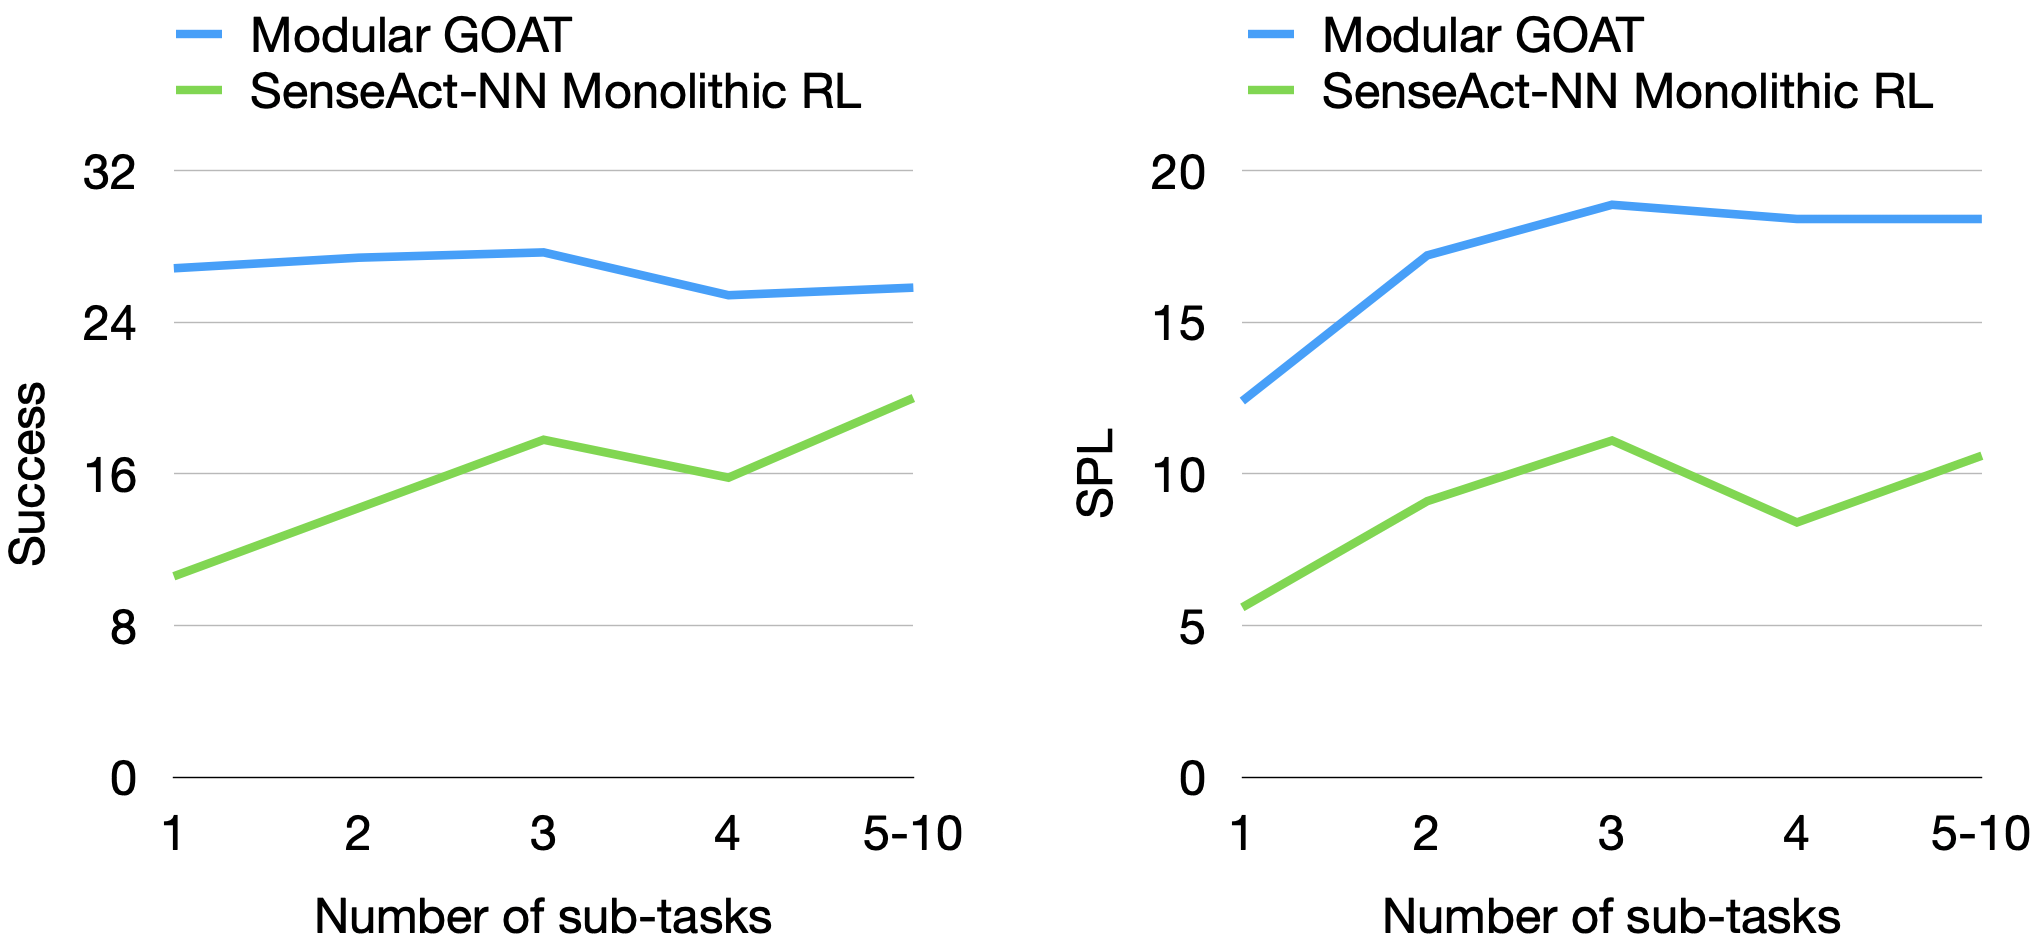 Modular GOAT
SenseAct-NN Monolithic RL
32
24
16
8
0
Success
1 2 3 4 5-10
Number of sub-tasks
Modular GOAT
SenseAct-NN Monolithic RL
20
15
10
5
0
SPL
1 2 3 4 5-10
Number of sub-tasks